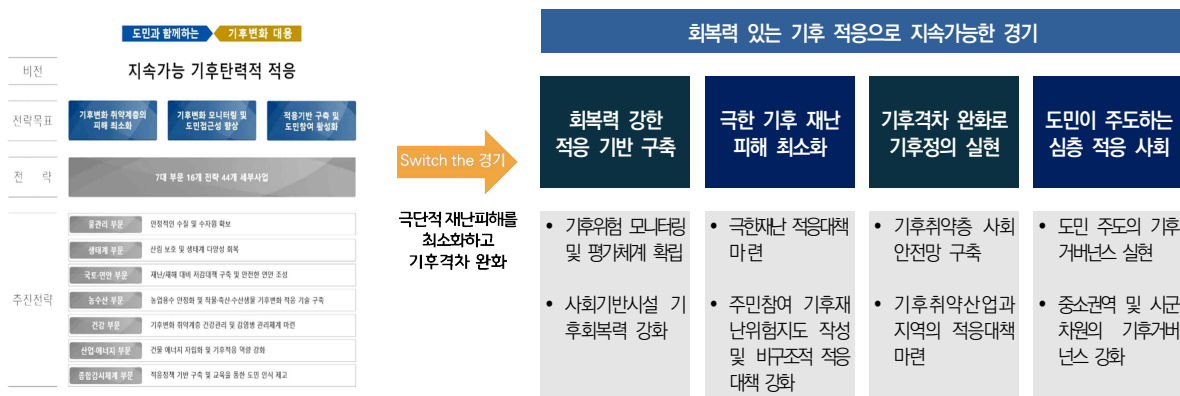 도민과 함께하는 기후변화 대응
비전
지속가능 기후탄력적 적응
전략목표
기후변화 취약계층의
피해 최소화
기후변화 모니터링 및
도민접근성 향상
적응기반 구축 및
도민참여 활성화
전 략
7대 부문 16개 전략 44개 세부사업
추진전략
물관리 부문 안정적인 수질 및 수자원 확보
생태계 부문 산림 보호 및 생태계 다양성 회복
국토·연안 부문 재난/재해 대비 저감대책 구축 및 안전한 연안 조성
농수산 부문 농업용수 안정화 및 작물·축산·수산생물 기후변화 적응 기술 구축
건강 부문 기후변화 취약계층 건강관리 및 감염병 관리체계 마련
산업·에너지 부문 건물 에너지 자립화 및 기후적응 역량 강화
종합감시체계 부문 적응정책 기반 구축 및 교육을 통한 도민 인식 제고
Switch the 경기
극단적 재난피해를
최소화하고
기후격차 완화
회복력 있는 기후 적응으로 지속가능한 경기
회복력 강한
적응 기반 구축
• 기후위험 모니터링
및 평가체계 확립
• 사회기반시설 기
후회복력 강화
극한 기후 재난
피해 최소화
• 극한재난 적응대책
마련
• 주민참여 기후재
난위험지도 작성
및 비구조적 적응
대책 강화
기후격차 완화로
기후정의 실현
• 기후취약층 사회
안전망 구축
• 기후취약산업과
지역의 적응대책
마련
도민이 주도하는
심층 적응 사회
• 도민 주도의 기후
거버넌스 실현
• 중소권역 및 시군
차원의 기후거버
넌스 강화